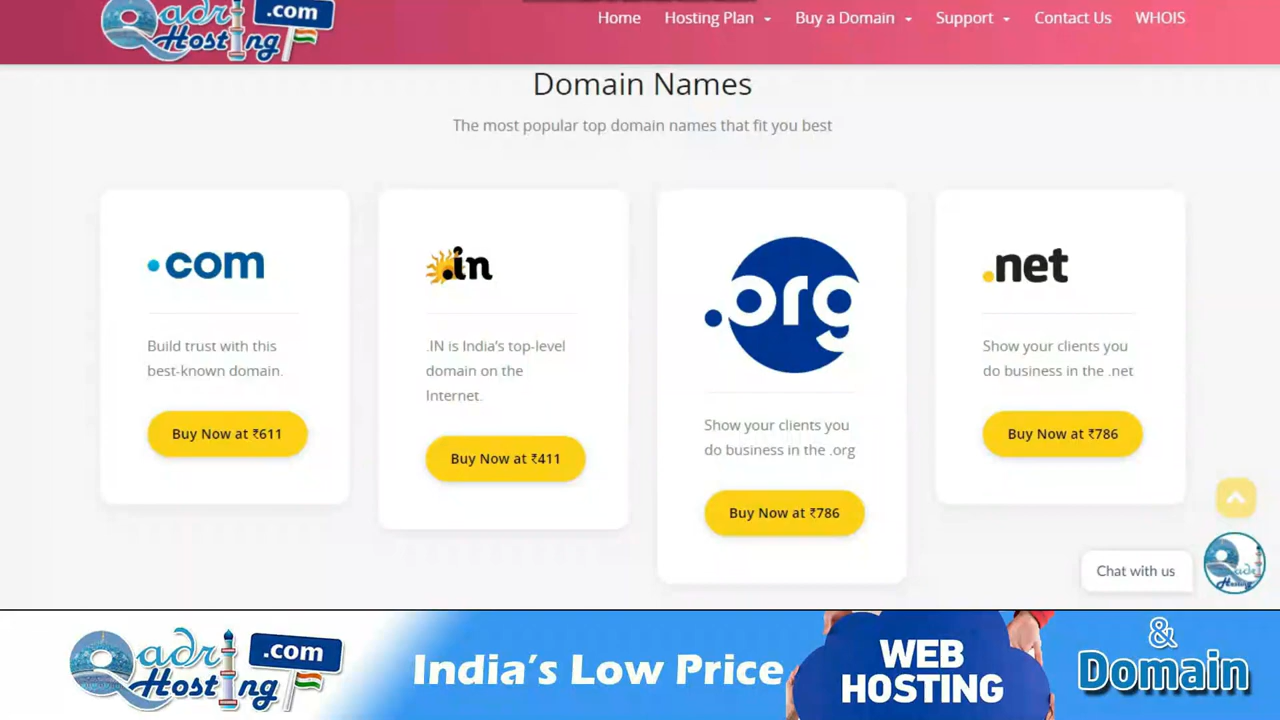 Qadri
Hosting
.com
Home
Hosting Plan
Buy a Domain
Support
Contact Us
WHOIS
Domain Names
The most popular top domain names that fit you best
.com
Build trust with this
best-known domain.
Buy Now at ₹611
.in
.IN is India's top-level
domain on the
Internet.
Buy Now at ₹411
.org
Show your clients you
do business in the .org
Buy Now at ₹786
.net
Show your clients you
do business in the .net
Buy Now at ₹786
Chat with us
Qadri
Hosting
Qadri
Hosting
.com
India's Low Price
WEB
HOSTING
&
Domain